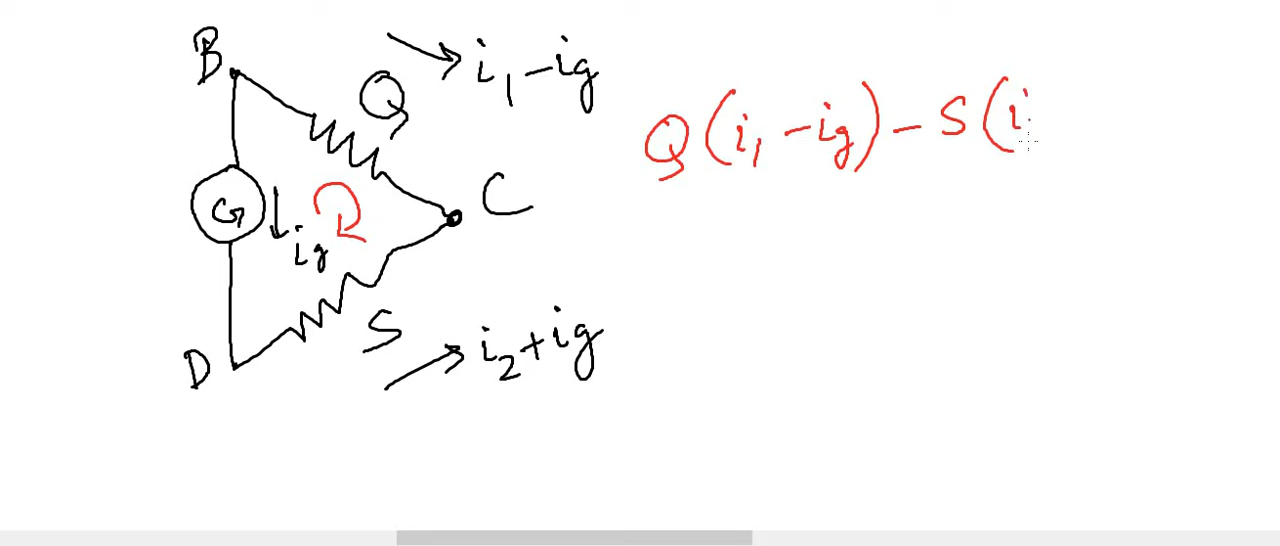 B
Q
i₁ - ig
Q (i₁ - ig) - S (i
C
G
ig
S
i₂ + ig
D